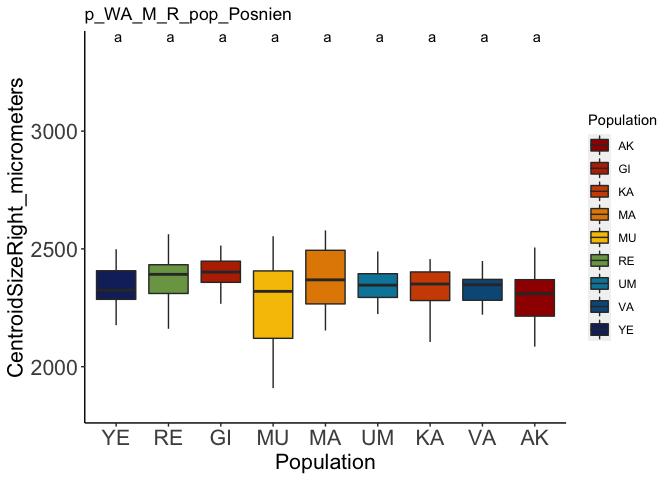 p_WA_M_R_pop_Posnien
a a a a a a a a a
CentroidSizeRight_micrometers
3000
2500
2000
YE RE GI MU MA UM KA VA AK
Population
Population
AK
GI
KA
MA
MU
RE
UM
VA
YE